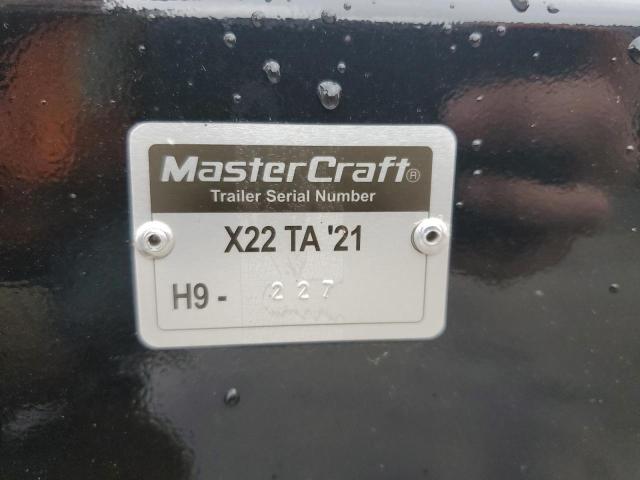 MasterCraft®
Trailer Serial Number
X22 TA '21
H9 - 227